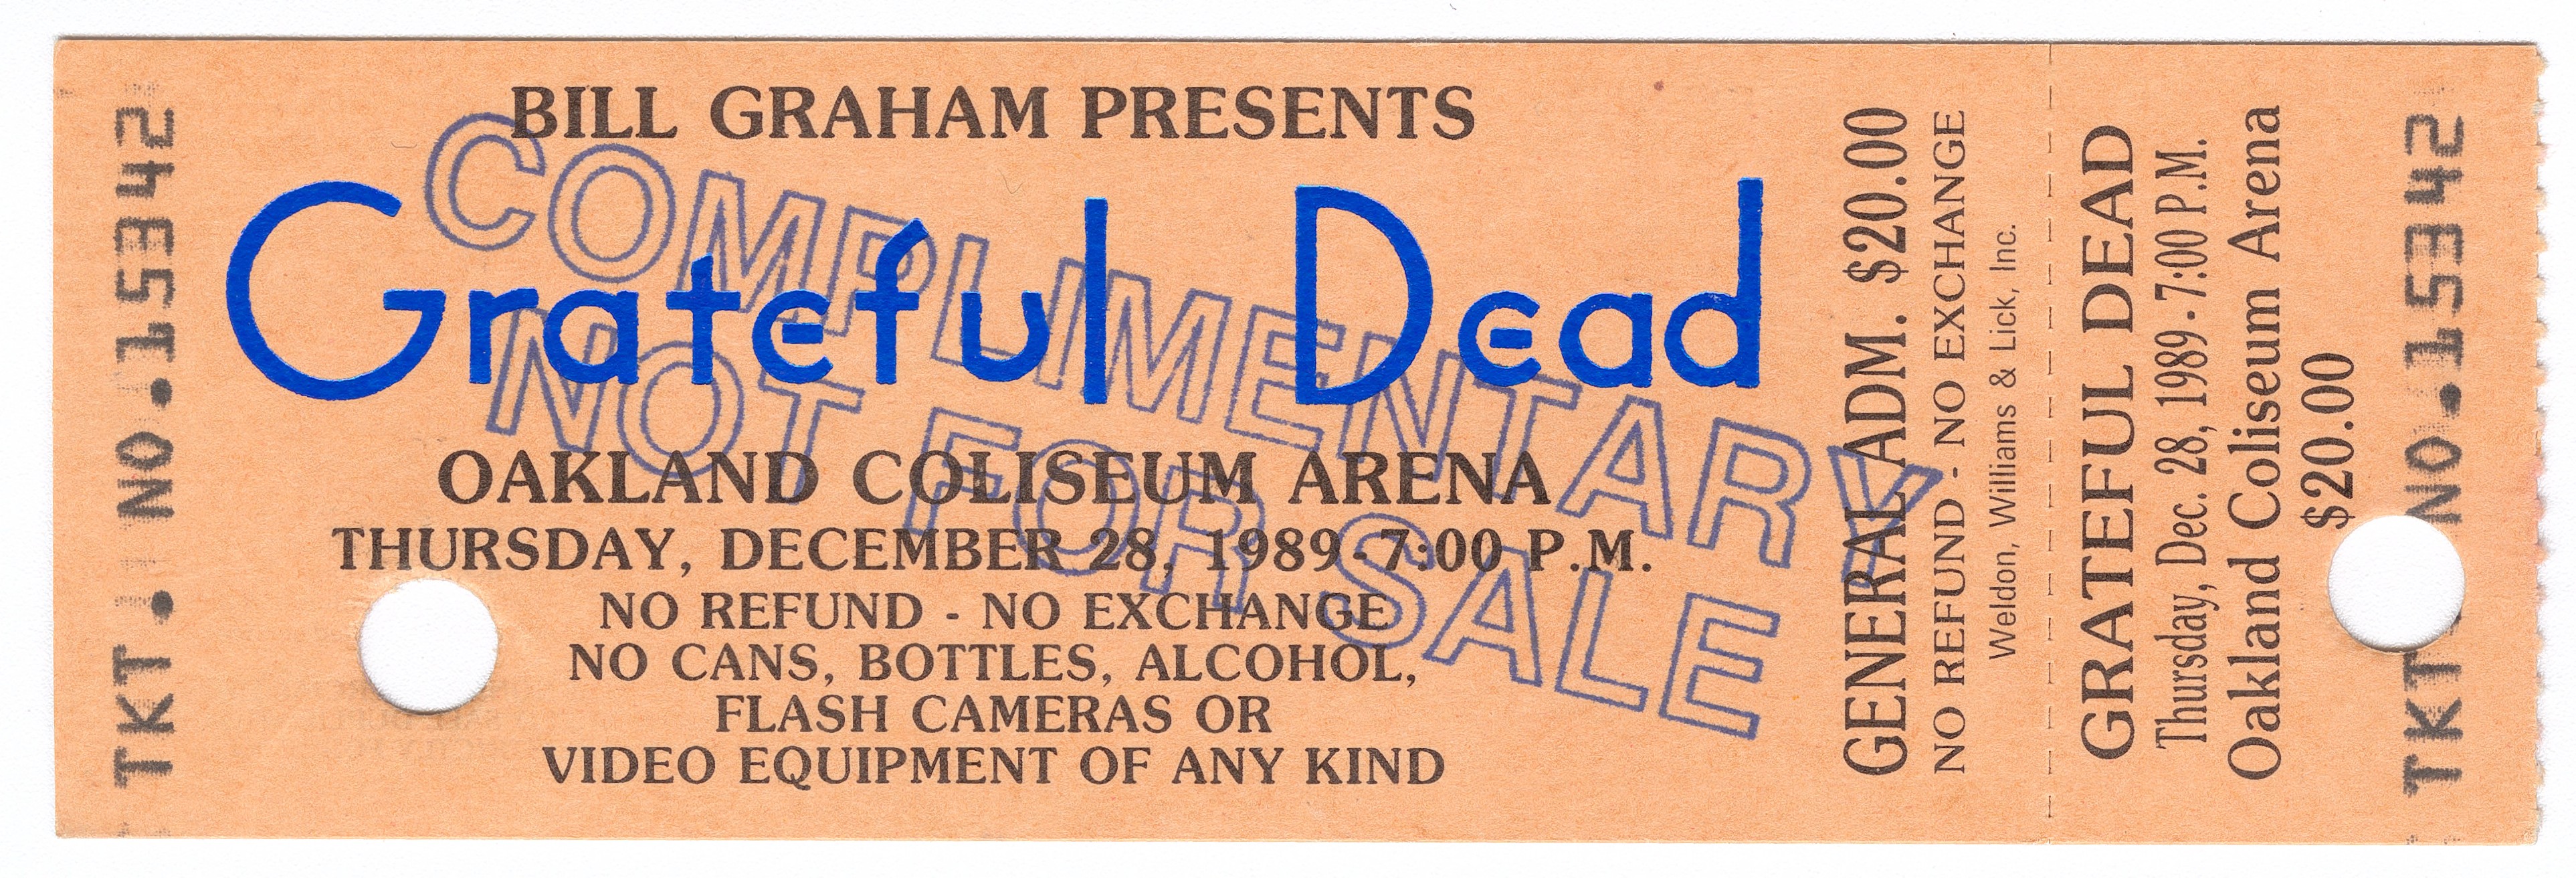 TKT. NO.15342
BILL GRAHAM PRESENTS
Grateful Dead
COMPLIMENTARY
NOT FOR SALE
OAKLAND COLISEUM ARENA
THURSDAY, DECEMBER 28, 1989-7:00 P.M.
NO REFUND - NO EXCHANGE
NO CANS, BOTTLES, ALCOHOL,
FLASH CAMERAS OR
VIDEO EQUIPMENT OF ANY KIND
GENERAL ADM. $20.00
NO REFUND - NO EXCHANGE
Weldon, Williams & Lick, Inc.
GRATEFUL DEAD
Thursday, Dec. 28, 1989-7:00 P.M.
Oakland Coliseum Arena
$20.00
TKT NO.15342